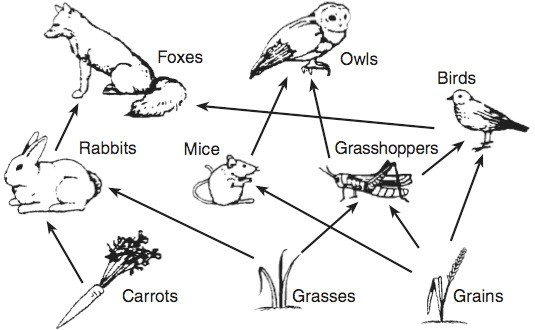 Foxes
Owls
Birds
Rabbits
Mice
Grasshoppers
Carrots
Grasses
Grains